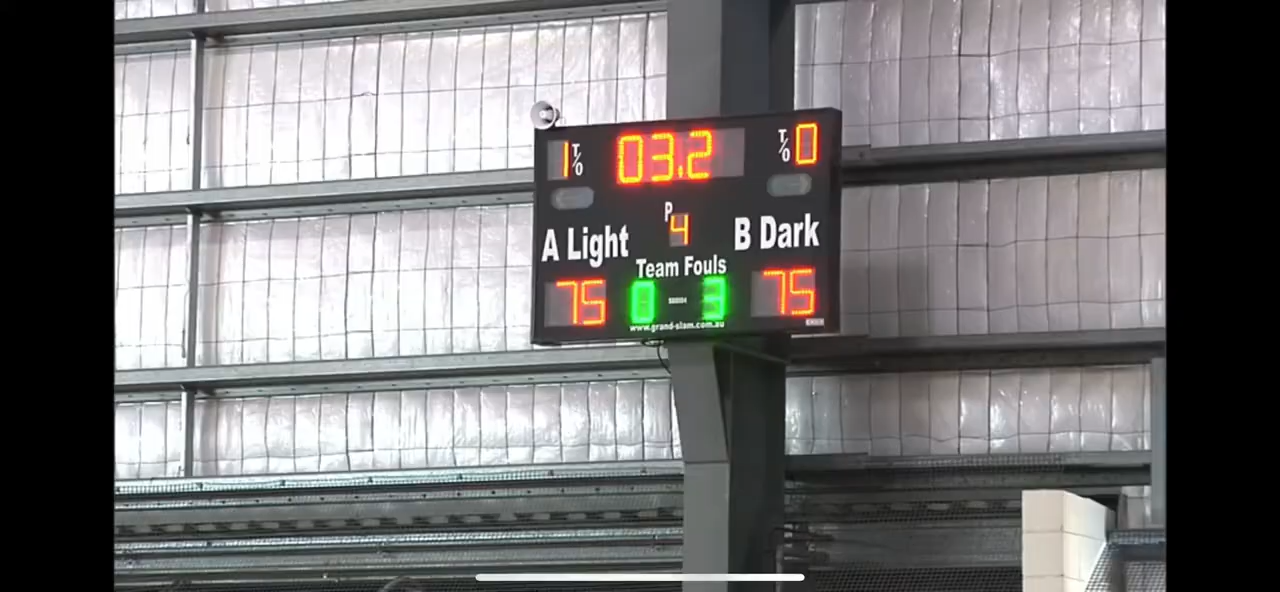 1 T/O 03.2 T/O 0
P
4
A Light B Dark
Team Fouls
75 0 3 75
www.grand-slam.com.au